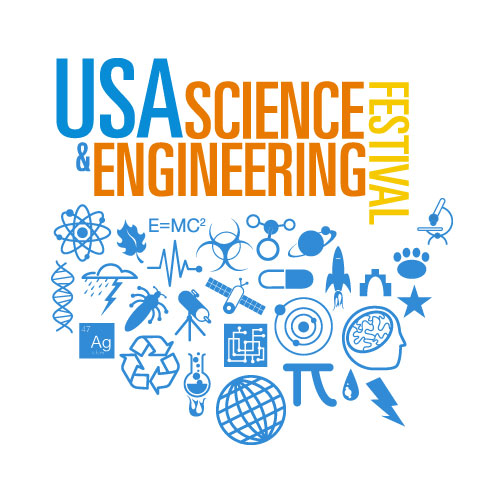 USA SCIENCE
& ENGINEERING
FESTIVAL
E=MC²
47
Ag
π